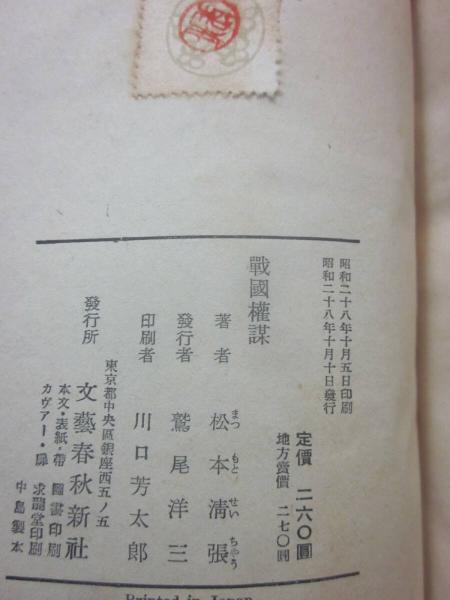 昭和二十八年十月五日印刷
昭和二十八年十月十日發行
定價 二六〇圓
地方賣價 二七〇圓
戰國權謀
著者 松本清張
まつもとせいちやう
發行者 鷲尾洋三
印刷者 川口芳太郎
東京都中央區銀座西五ノ五
發行所 文藝春秋新社
本文・表紙・帶 圖書印刷
カヴアー・扉 求龍堂印刷
中島製本
Printed in Japan